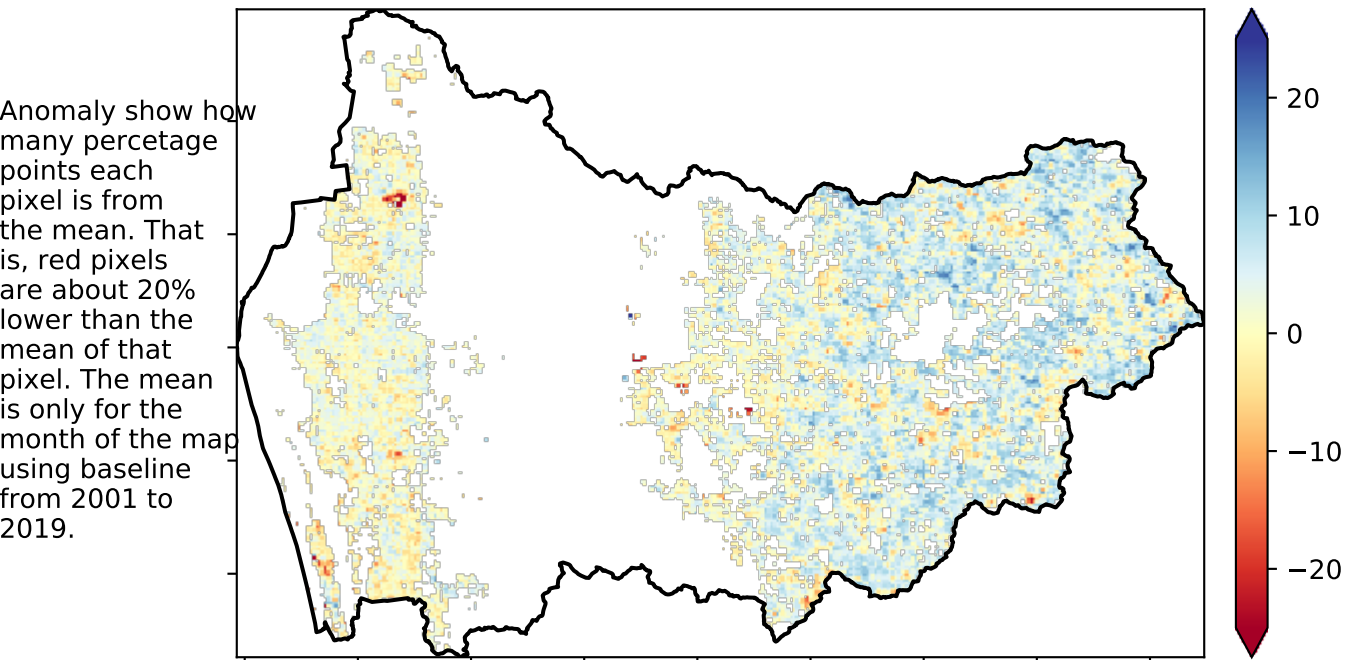 Anomaly show how
many percetage
points each
pixel is from
the mean. That
is, red pixels
are about 20%
lower than the
mean of that
pixel. The mean
is only for the
month of the map
using baseline
from 2001 to
2019.
20
10
0
−10
−20